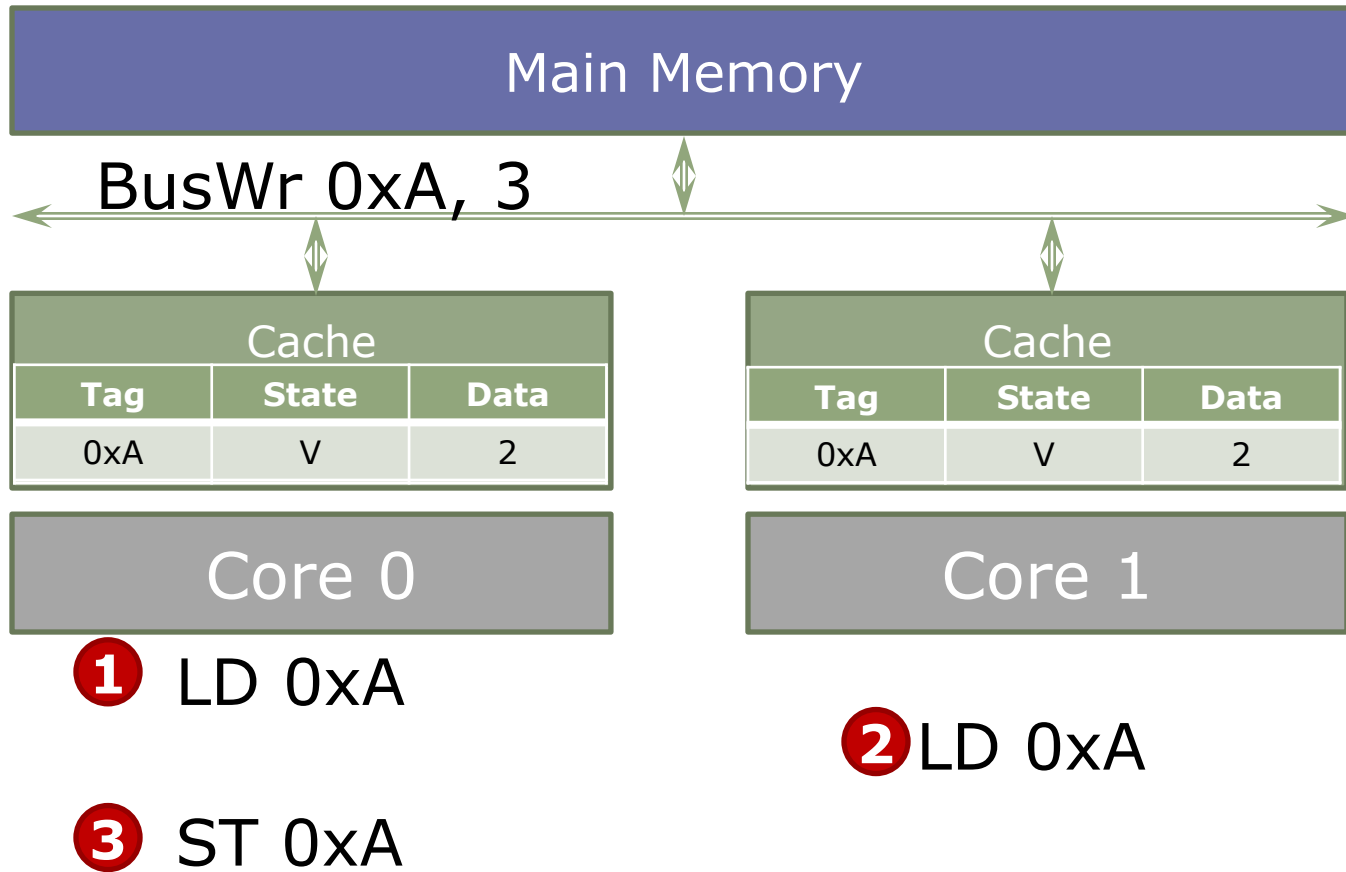 Main Memory
BusWr 0xA, 3
Cache
Tag State Data
0xA V 2
Cache
Tag State Data
0xA V 2
Core 0
Core 1
1 LD 0xA
2 LD 0xA
3 ST 0xA